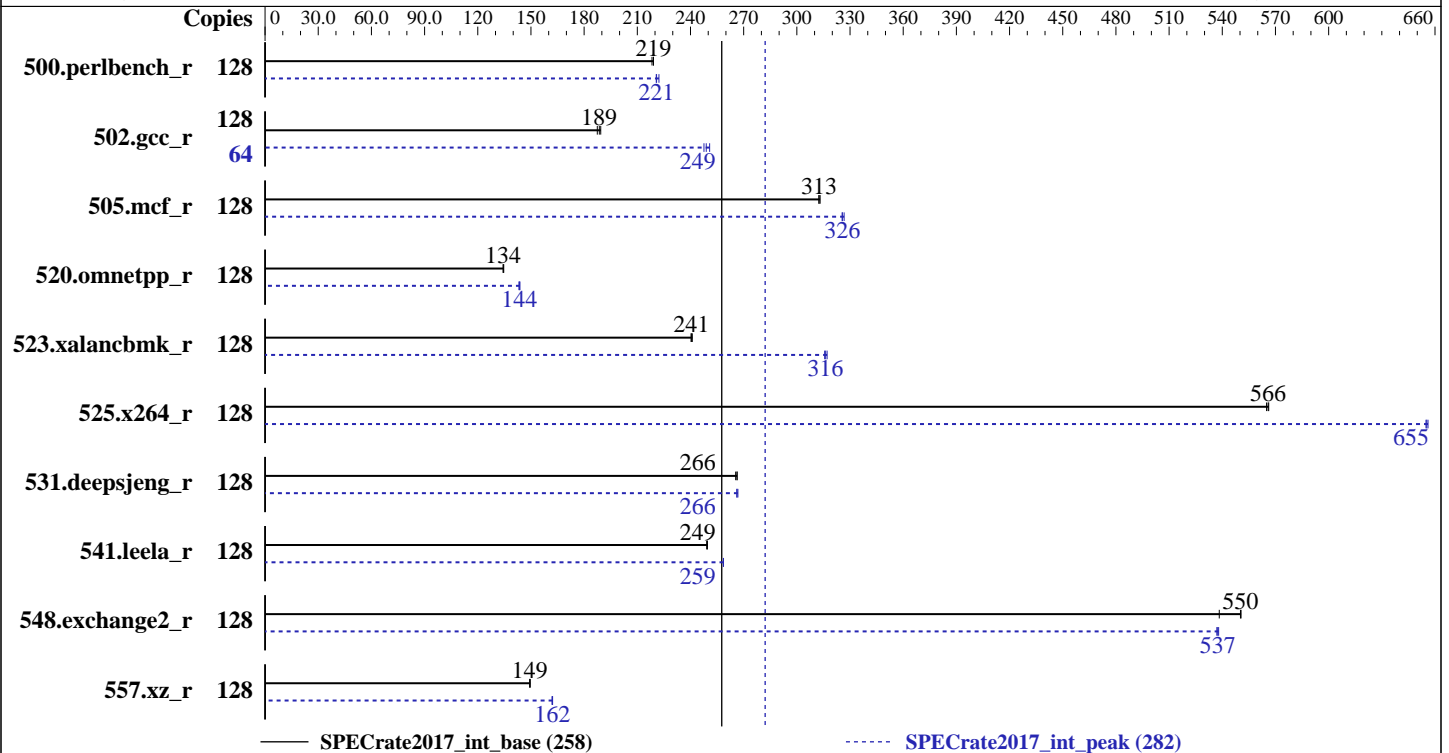 Copies 0 30.0 60.0 90.0 120 150 180 210 240 270 300 330 360 390 420 450 480 510 540 570 600 660
500.perlbench_r 128 219
221
502.gcc_r 128 189
64 249
505.mcf_r 128 313
326
520.omnetpp_r 128 134
144
523.xalancbmk_r 128 241
316
525.x264_r 128 566
655
531.deepsjeng_r 128 266
266
541.leela_r 128 249
259
548.exchange2_r 128 550
537
557.xz_r 128 149
162
SPECrate2017_int_base (258) SPECrate2017_int_peak (282)